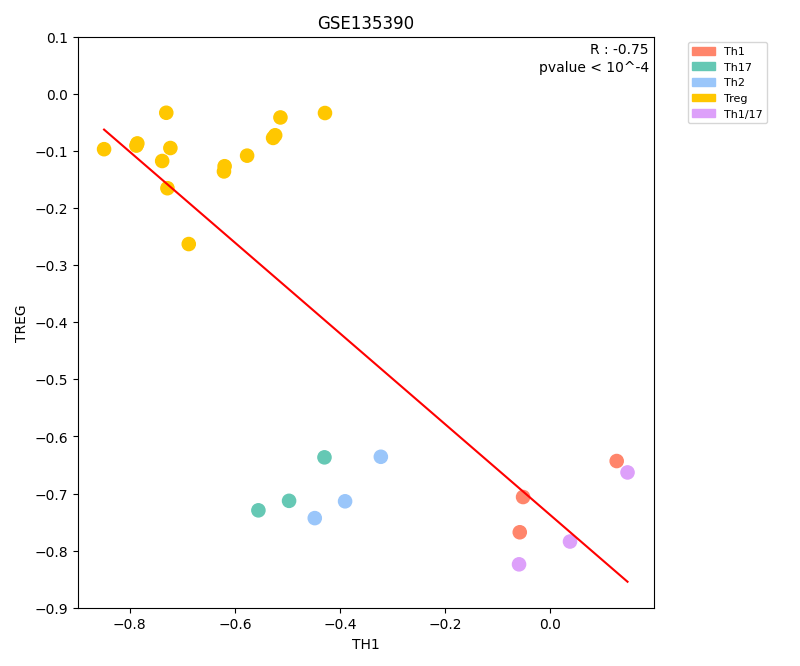 GSE135390
R : -0.75
pvalue < 10^-4
Th1
Th17
Th2
Treg
Th1/17
0.1
0.0
−0.1
−0.2
−0.3
−0.4
−0.5
−0.6
−0.7
−0.8
−0.9
TREG
−0.8
−0.6
−0.4
−0.2
0.0
TH1